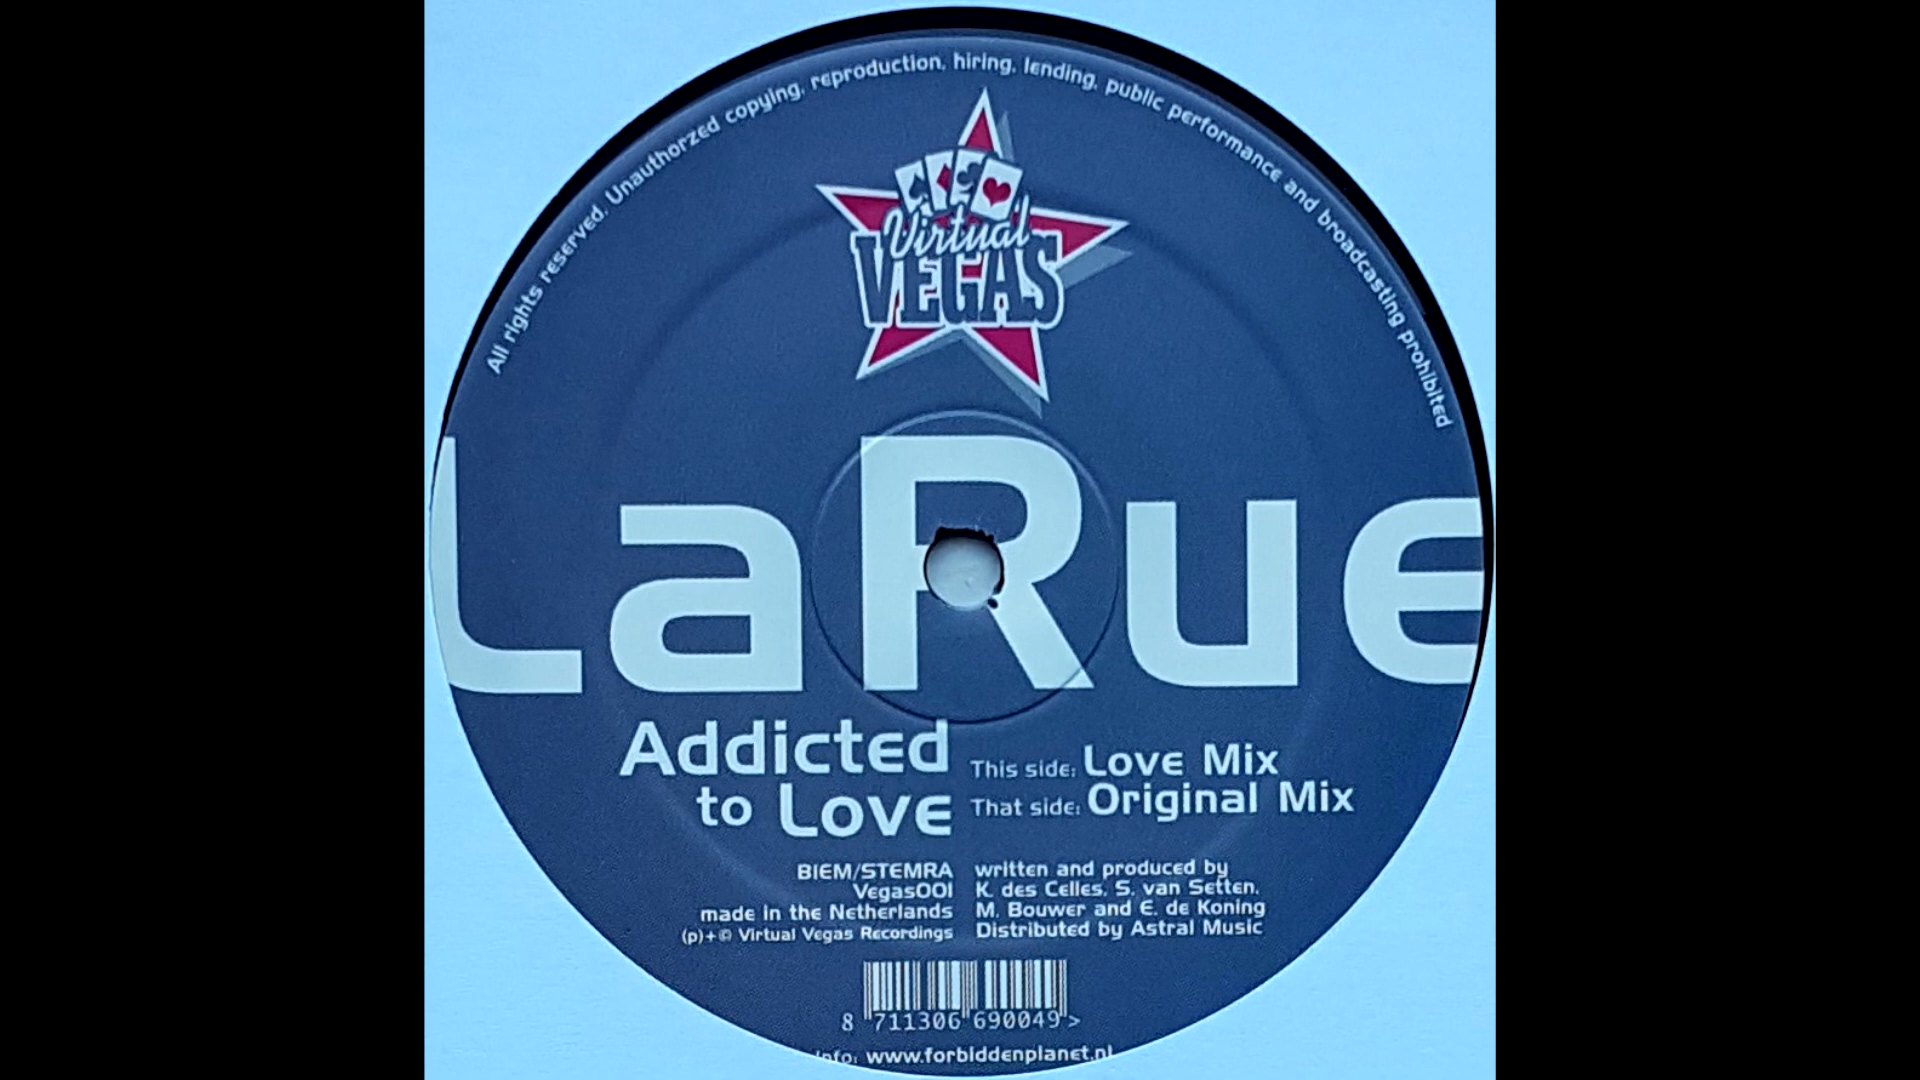 All rights reserved. Unauthorzed copying, reproduction, hiring, lending, public performance and broadcasting prohibited
Virtual
VEGAS
LaRue
Addicted
to Love
This side: Love Mix
That side: Original Mix
BIEM/STEMRA
Vegas001
made in the Netherlands
(p)+© Virtual Vegas Recordings
written and produced by
K. des Celles, S. van Setten,
M. Bouwer and E. de Koning
Distributed by Astral Music
8 711306 690049 >
info: www.forbiddenplanet.nl